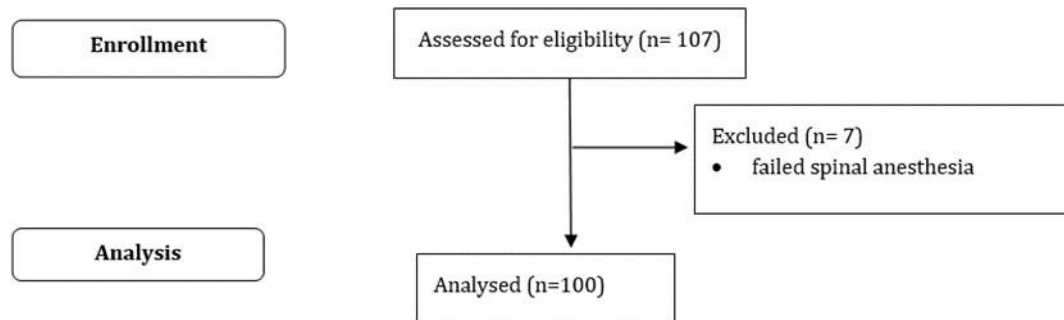 Enrollment
Assessed for eligibility (n= 107)
Excluded (n= 7)
• failed spinal anesthesia
Analysis
Analysed (n=100)